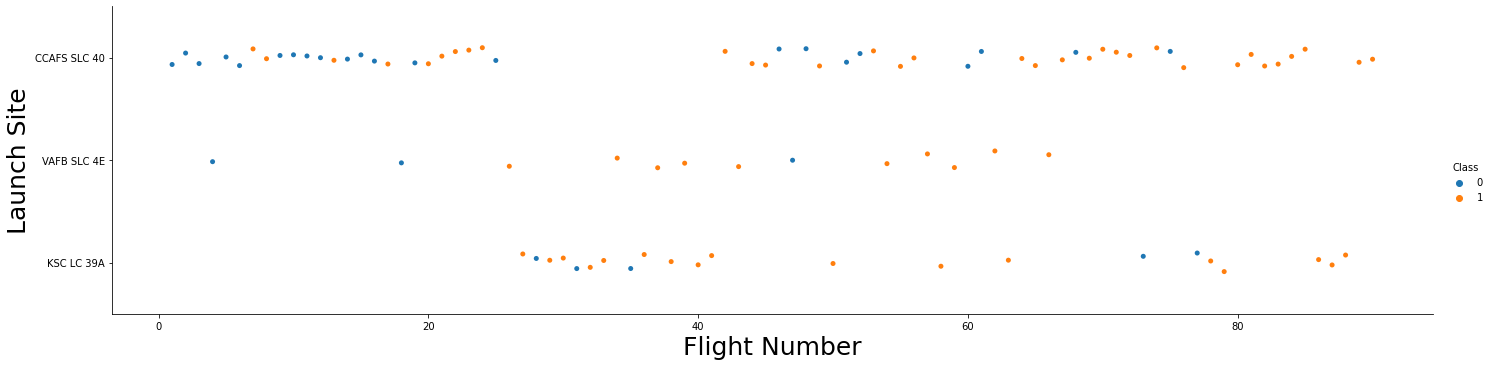 Launch Site
CCAFS SLC 40
VAFB SLC 4E
KSC LC 39A
0
20
40
60
80
Flight Number
Class
0
1